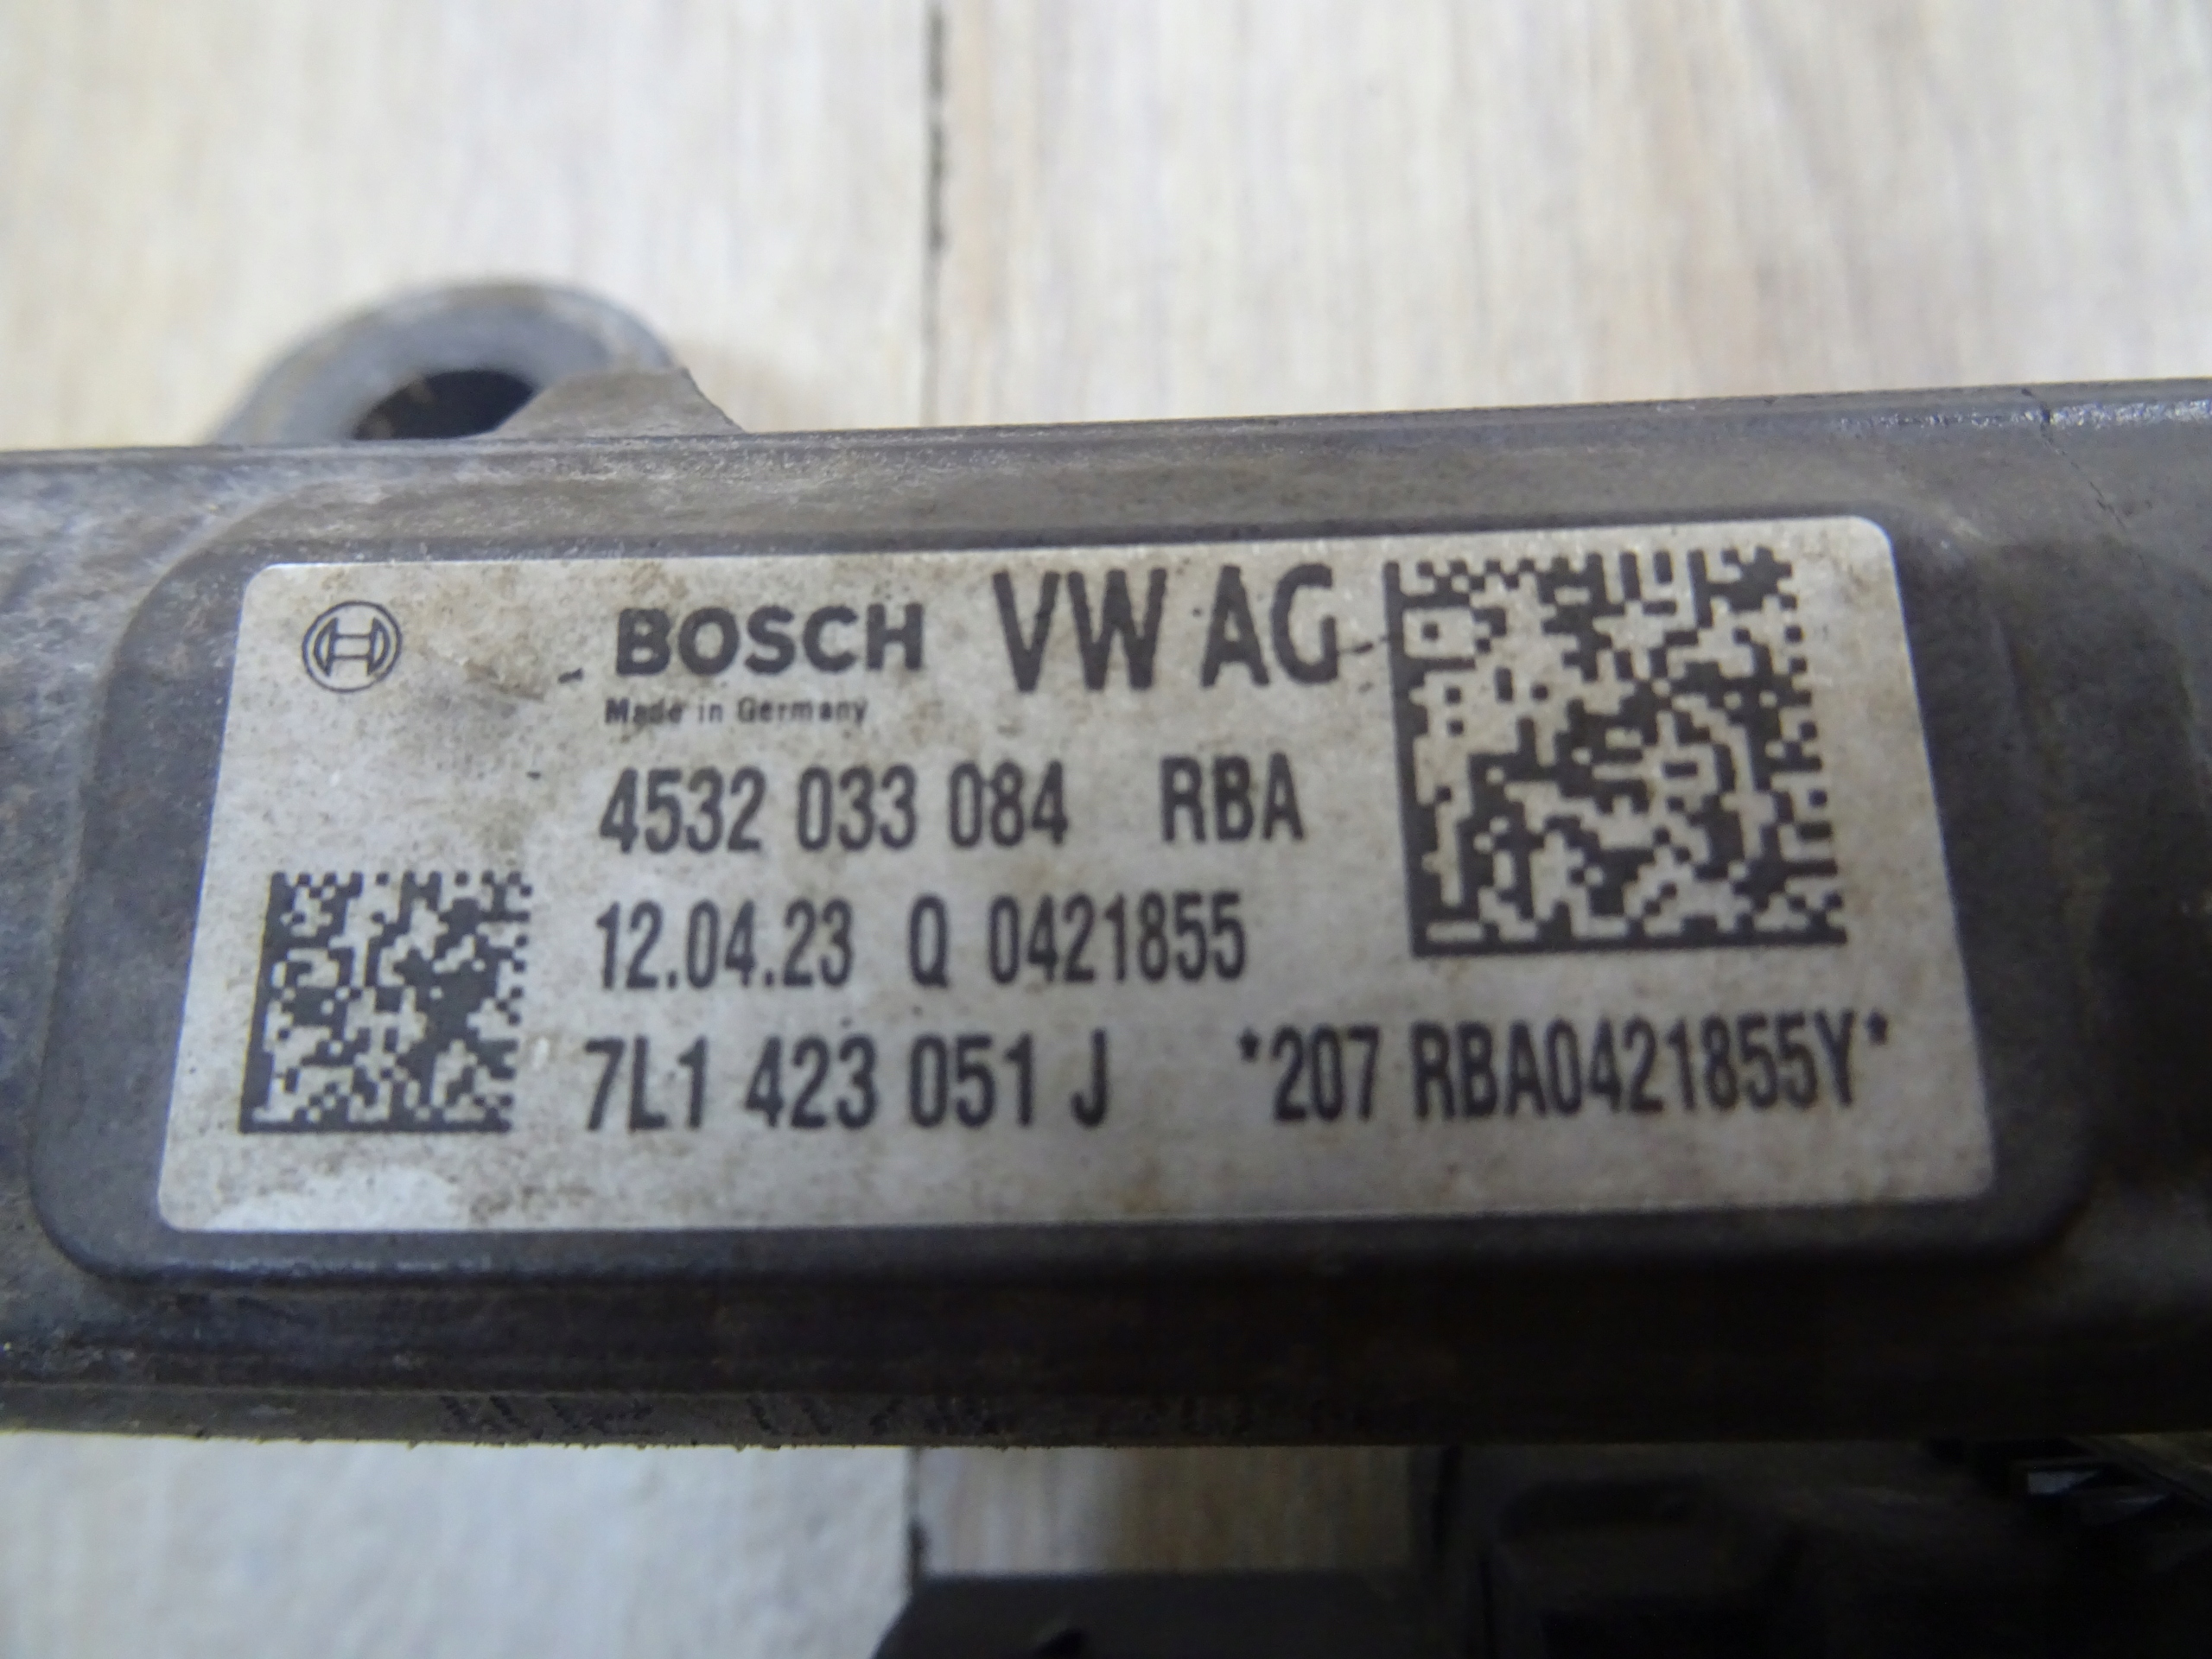 BOSCH VW AG
Made in Germany
4532 033 084 RBA
12.04.23 Q 0421855
7L1 423 051 J *207 RBA0421855Y*